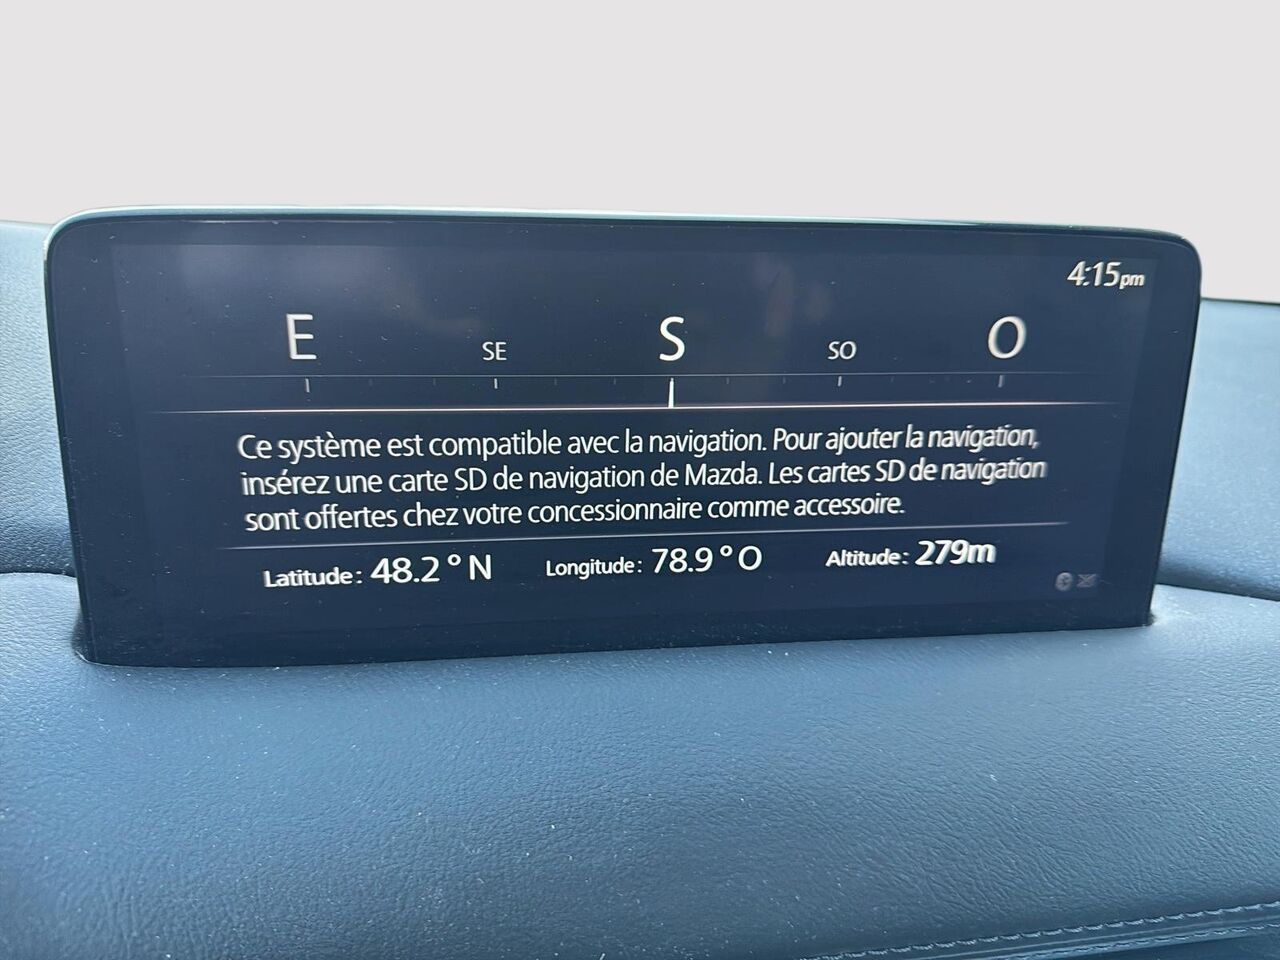 4:15pm
E SE S SO O
Ce système est compatible avec la navigation. Pour ajouter la navigation,
insérez une carte SD de navigation de Mazda. Les cartes SD de navigation
sont offertes chez votre concessionnaire comme accessoire.
Latitude: 48.2°N Longitude: 78.9°O Altitude: 279m